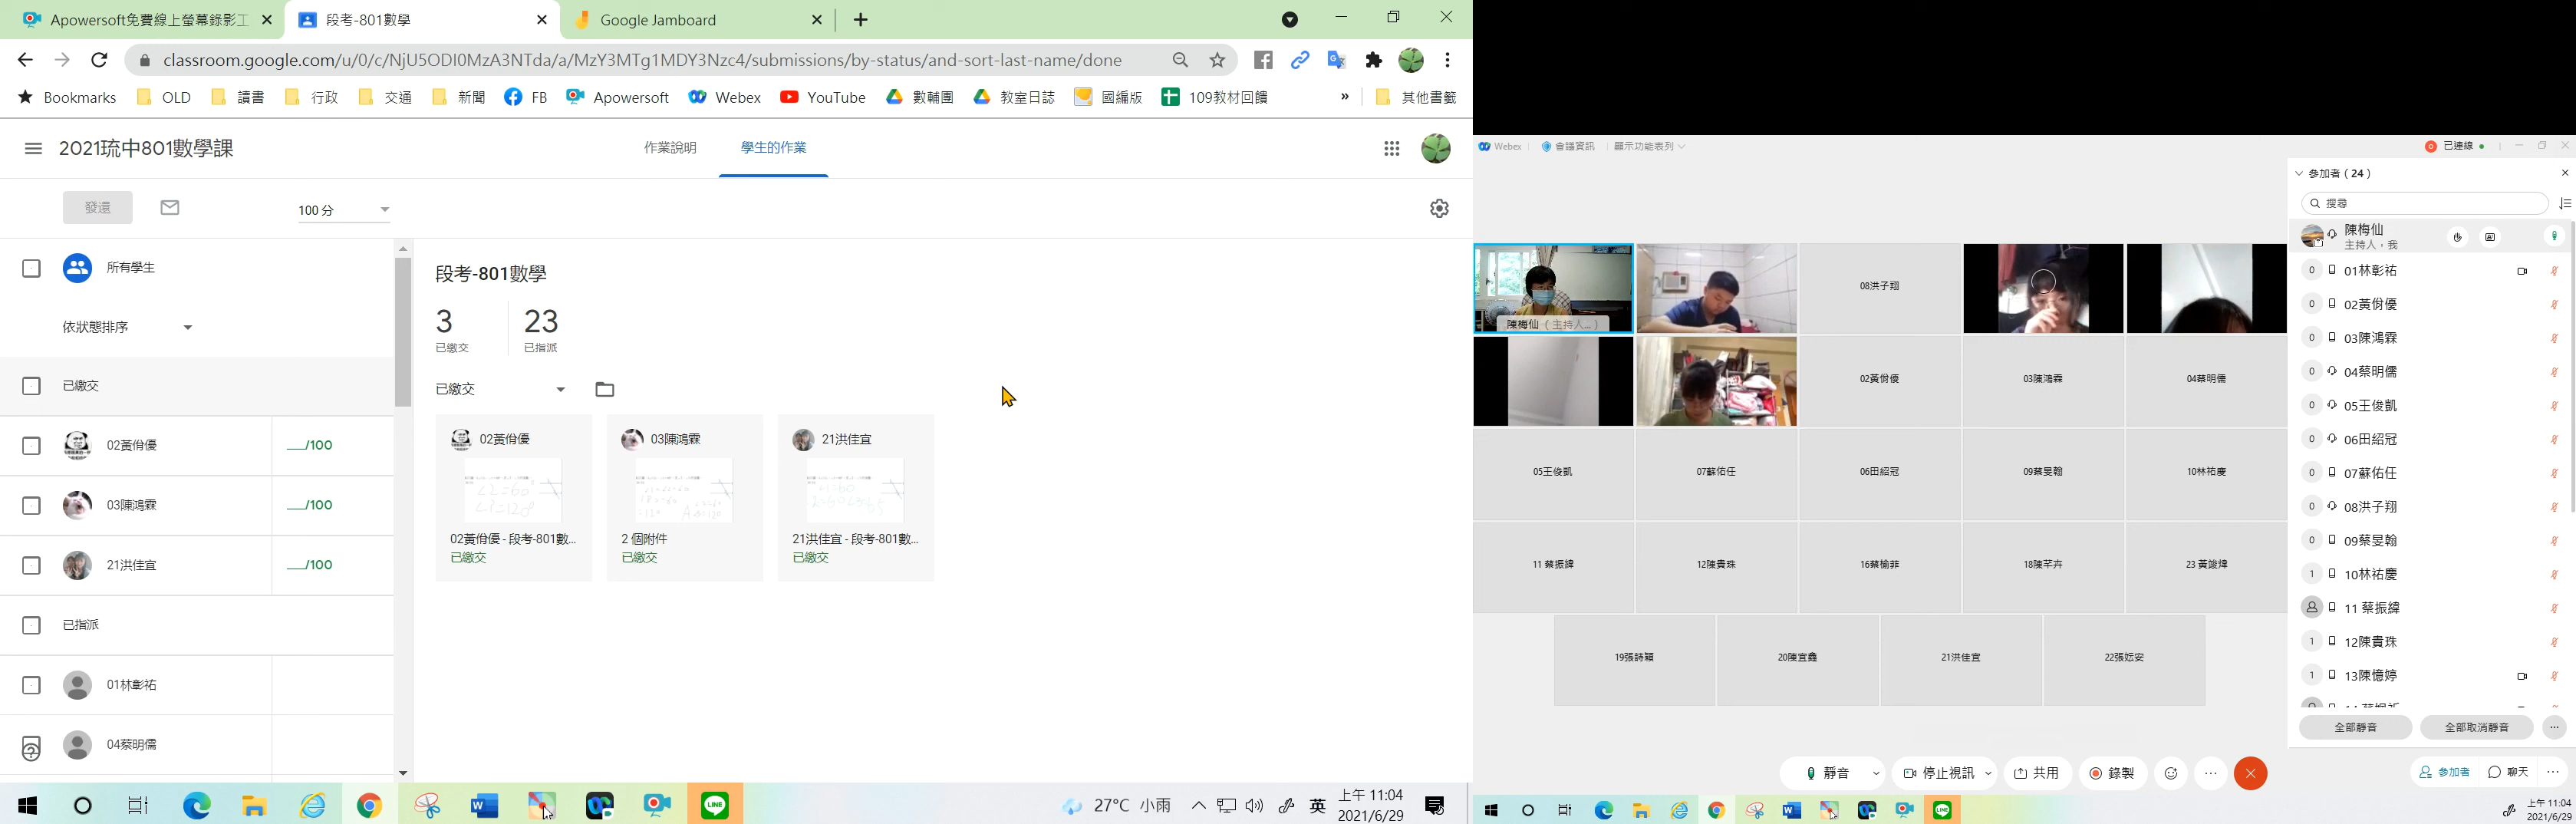 Apowersoft免費線上螢幕錄影工
段考-801數學
Google Jamboard
classroom.google.com/u/0/c/NjU5ODI0MzA3NTda/a/MzY3MTg1MDY3Nzc4/submissions/by-status/and-sort-last-name/done
Bookmarks OLD 讀書 行政 交通 新聞 FB Apowersoft Webex YouTube 數輔團 教室日誌 國編版 109教材回饋 » 其他書籤
2021琉中801數學課
作業說明 學生的作業
發還 100 分
所有學生
依狀態排序
已繳交
02黃佾優 /100
03陳鴻霖 /100
21洪佳宜 /100
已指派
01林彰祐
04蔡明儒
段考-801數學
3 23
已繳交 已指派
已繳交
02黃佾優 03陳鴻霖 21洪佳宜
02黃佾優 - 段考-801數... 2 個附件 21洪佳宜 - 段考-801數...
已繳交 已繳交 已繳交
27°C 小雨 英 上午 11:04
2021/6/29
Webex 會議資訊 顯示功能表列 已連線
陳梅仙 (主持人...)
08洪子翔
02黃佾優 03陳鴻霖 04蔡明儒
05王俊凱 07蘇佑任 06田紹冠 09蔡旻翰 10林祐慶
11 蔡振緯 12陳貴珠 16蔡榆菲 18陳芊卉 23 黃竣煒
19張詩穎 20陳宜鑫 21洪佳宜 22張妘安
參加者 (24)
搜尋
陳梅仙
主持人，我
01林彰祐
02黃佾優
03陳鴻霖
04蔡明儒
05王俊凱
06田紹冠
07蘇佑任
08洪子翔
09蔡旻翰
10林祐慶
11 蔡振緯
12陳貴珠
13陳憶婷
全部靜音 全部取消靜音
靜音 停止視訊 共用 錄製
參加者 聊天
上午 11:04
2021/6/29